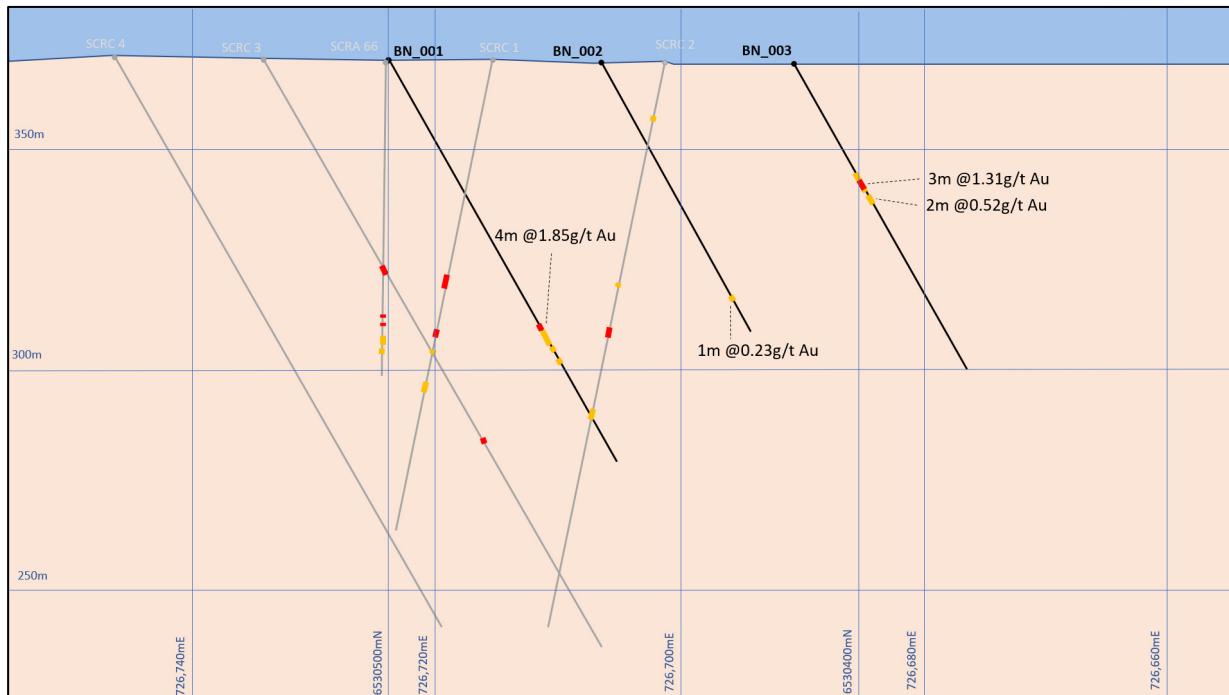 SCRC 4
SCRC 3
SCRA 66
BN_001
SCRC 1
BN_002
SCRC 2
BN_003
350m
3m @1.31g/t Au
2m @0.52g/t Au
4m @1.85g/t Au
1m @0.23g/t Au
300m
250m
726,740mE
6530500mN
726,720mE
726,700mE
6530400mN
726,680mE
726,660mE